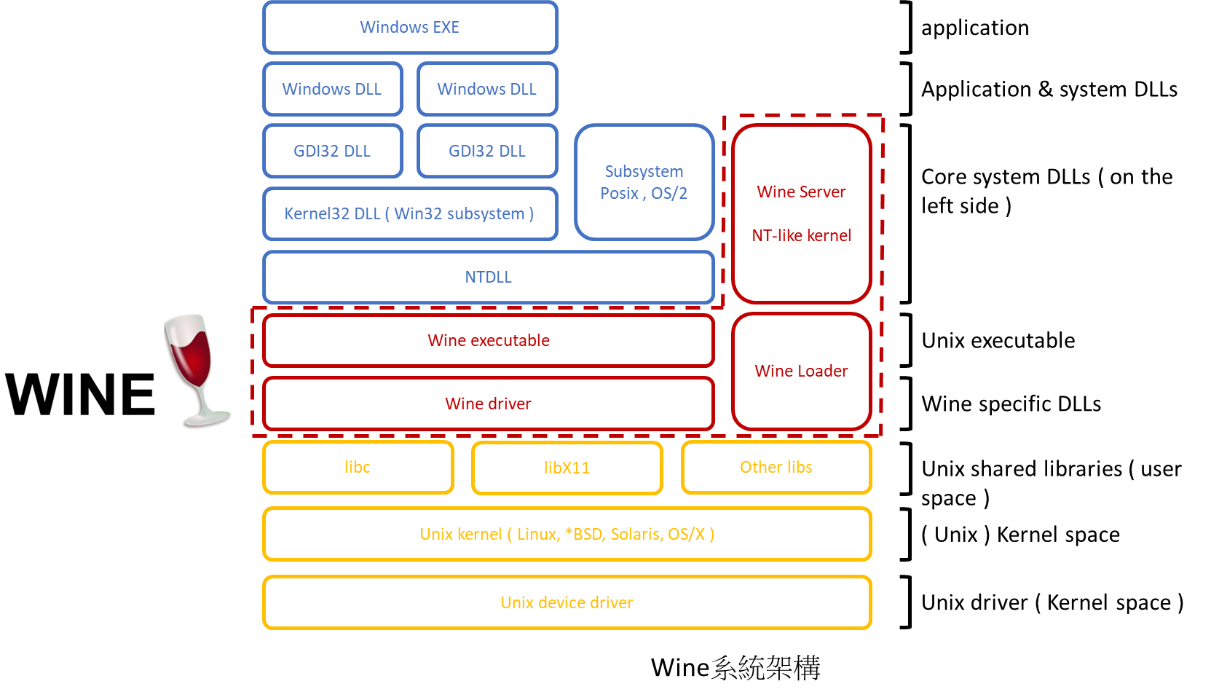 Windows EXE
application
Windows DLL
Windows DLL
Application & system DLLs
GDI32 DLL
GDI32 DLL
Subsystem
Posix , OS/2
Kernel32 DLL ( Win32 subsystem )
Wine Server
NT-like kernel
Core system DLLs ( on the
left side )
NTDLL
Wine executable
Wine Loader
Unix executable
WINE
Wine driver
Wine specific DLLs
libc
libX11
Other libs
Unix shared libraries ( user
space )
Unix kernel ( Linux, *BSD, Solaris, OS/X )
( Unix ) Kernel space
Unix device driver
Unix driver ( Kernel space )
Wine系統架構